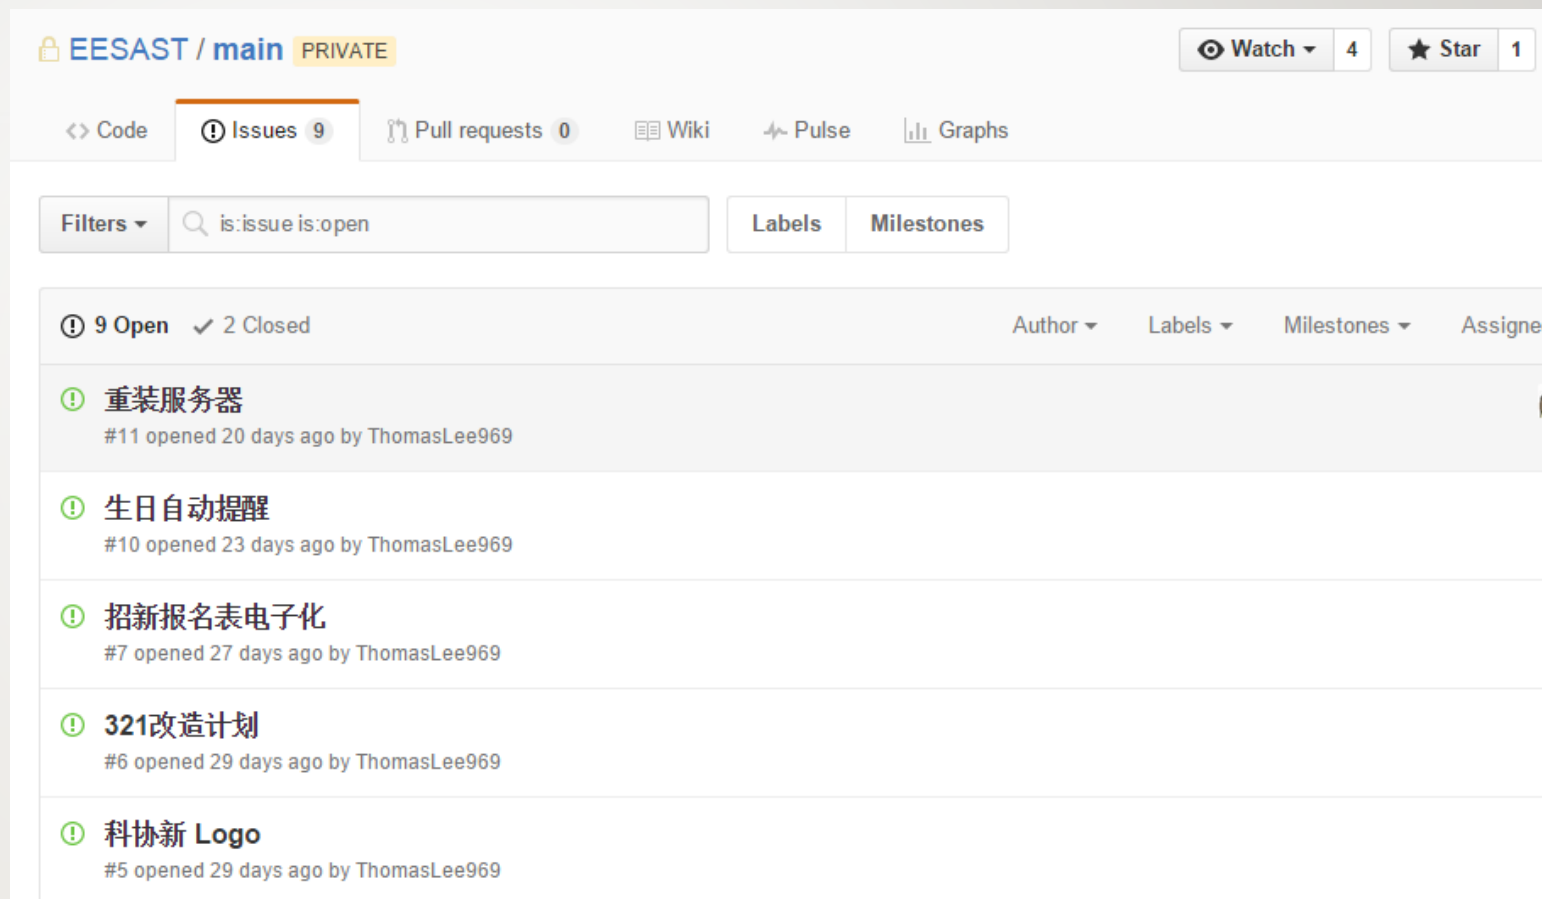 EESAST / main PRIVATE Watch 4 Star 1
Code Issues 9 Pull requests 0 Wiki Pulse Graphs
Filters is:issue is:open Labels Milestones
9 Open 2 Closed Author Labels Milestones Assigne
重装服务器
#11 opened 20 days ago by ThomasLee969
生日自动提醒
#10 opened 23 days ago by ThomasLee969
招新报名表电子化
#7 opened 27 days ago by ThomasLee969
321改造计划
#6 opened 29 days ago by ThomasLee969
科协新 Logo
#5 opened 29 days ago by ThomasLee969